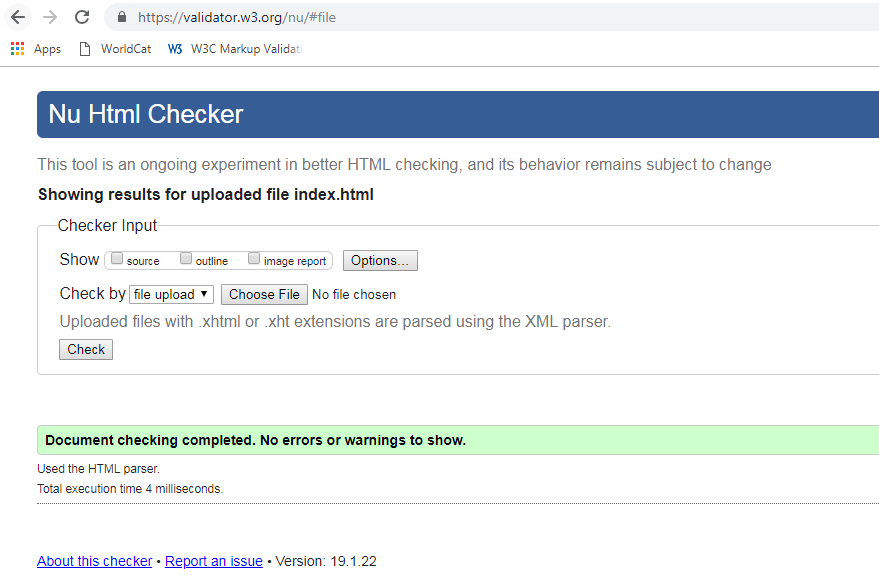 https://validator.w3.org/nu/#file
Apps WorldCat W3 W3C Markup Validati
Nu Html Checker
This tool is an ongoing experiment in better HTML checking, and its behavior remains subject to change
Showing results for uploaded file index.html
Checker Input
Show source outline image report Options...
Check by file upload Choose File No file chosen
Uploaded files with .xhtml or .xht extensions are parsed using the XML parser.
Check
Document checking completed. No errors or warnings to show.
Used the HTML parser.
Total execution time 4 milliseconds.
About this checker • Report an issue • Version: 19.1.22